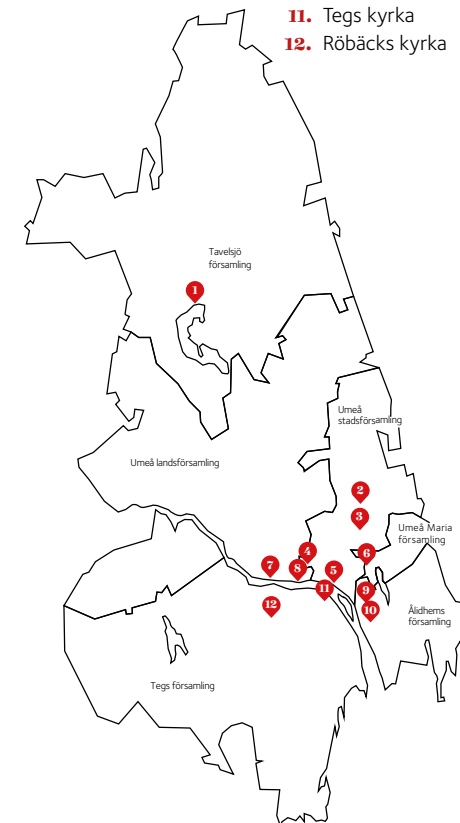 11. Tegs kyrka
12. Röbäcks kyrka
Tavelsjö
församling
1
Umeå
stadsförsamling
Umeå landsförsamling
2
3
Umeå Maria
församling
4
6
7
8
5
9
11
12
10
Ålidhems
församling
Tegs församling